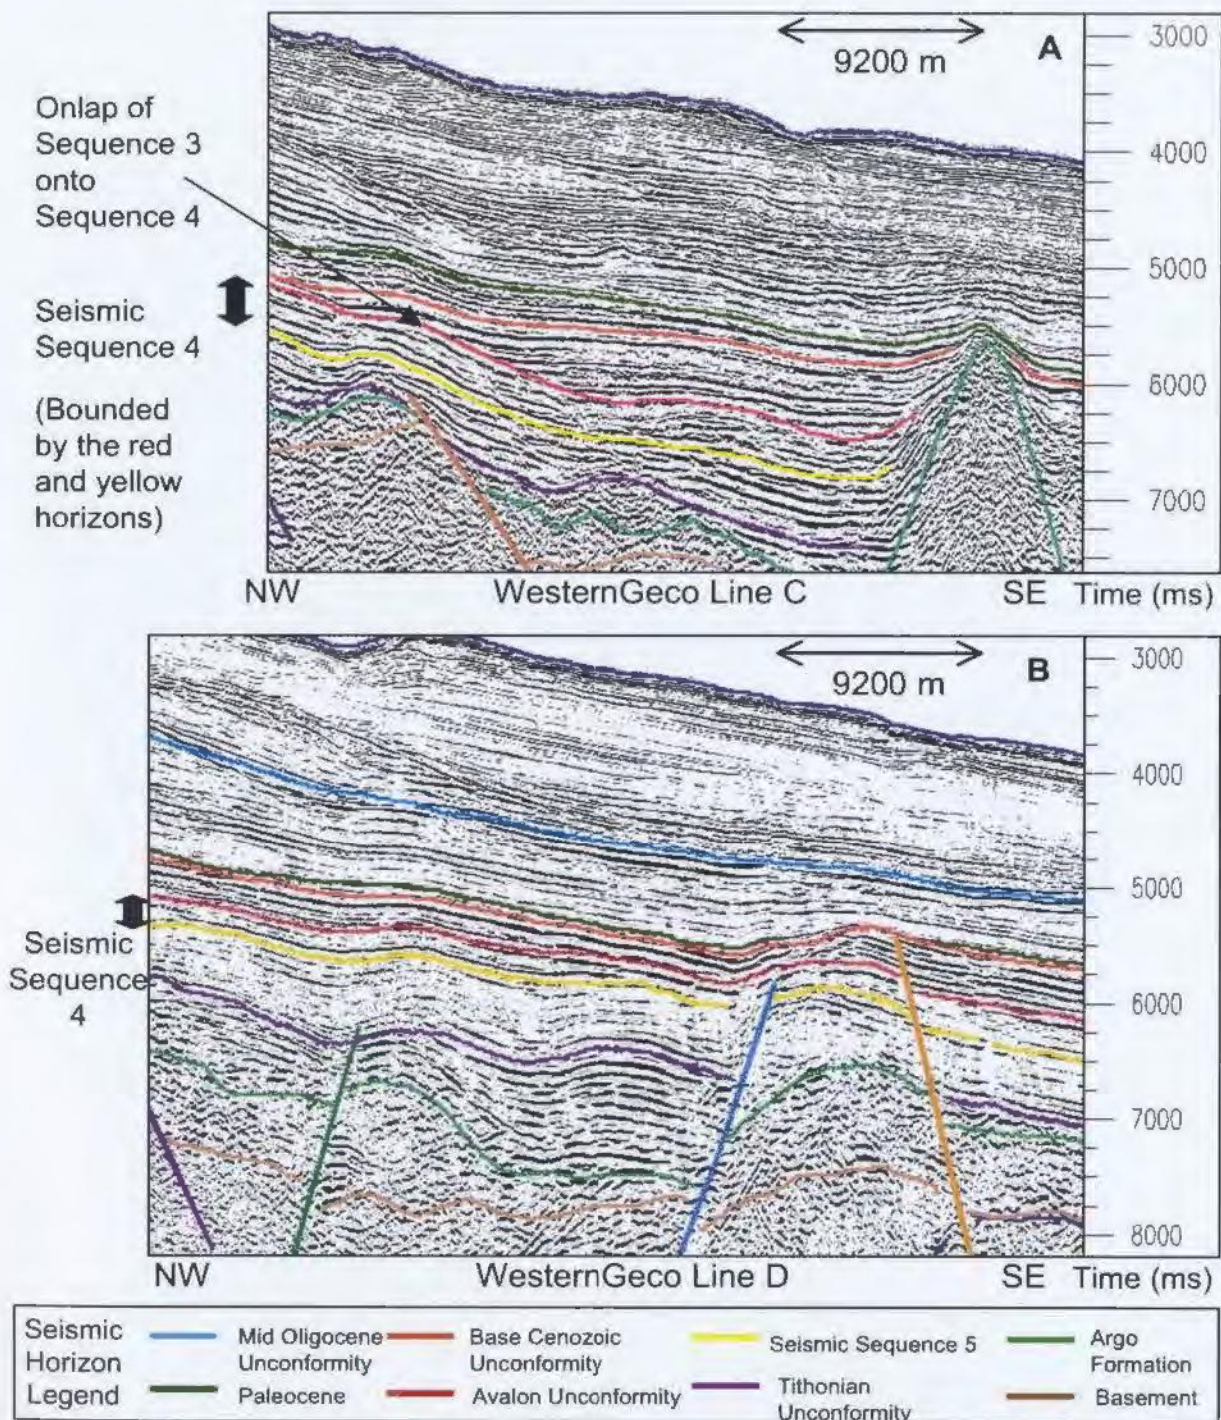 A
9200 m
3000
4000
5000
6000
7000
Onlap of
Sequence 3
onto
Sequence 4
Seismic
Sequence 4
(Bounded
by the red
and yellow
horizons)
NW WesternGeco Line C SE Time (ms)
B
9200 m
3000
4000
5000
6000
7000
8000
Seismic
Sequence
4
NW WesternGeco Line D SE Time (ms)
Seismic
Horizon
Legend
Mid Oligocene
Unconformity
Base Cenozoic
Unconformity
Seismic Sequence 5
Argo
Formation
Paleocene
Avalon Unconformity
Tithonian
Unconformity
Basement